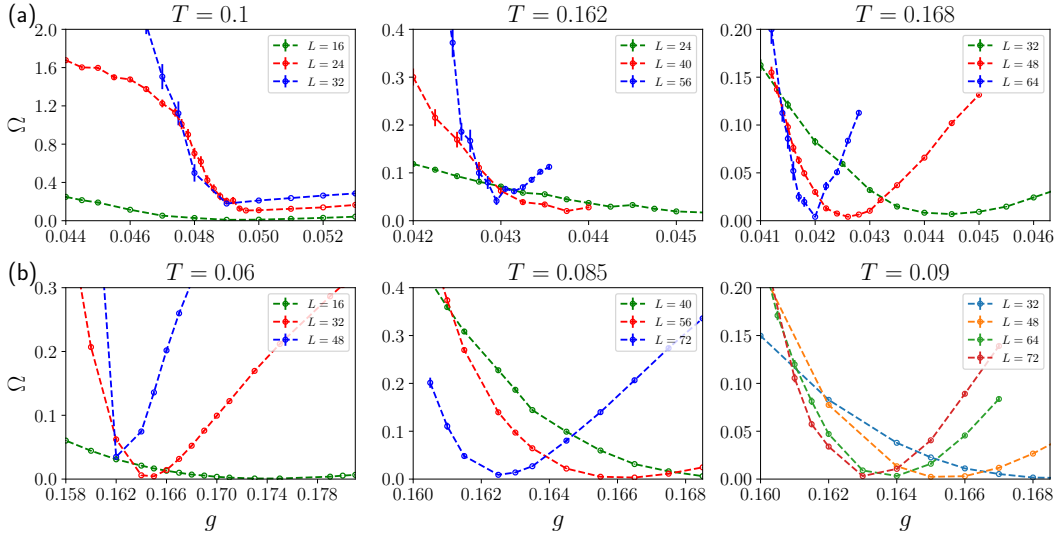 (a)
T = 0.1
T = 0.162
T = 0.168
Ω
2.0
1.6
1.2
0.8
0.4
0.0
0.044
0.046
0.048
0.050
0.052
L = 16
L = 24
L = 32
0.4
0.3
0.2
0.1
0.0
0.042
0.043
0.044
0.045
L = 24
L = 40
L = 56
0.20
0.15
0.10
0.05
0.00
0.041
0.042
0.043
0.044
0.045
0.046
L = 32
L = 48
L = 64
(b)
T = 0.06
T = 0.085
T = 0.09
Ω
0.3
0.2
0.1
0.0
0.158
0.162
0.166
0.170
0.174
0.178
L = 16
L = 32
L = 48
g
0.4
0.3
0.2
0.1
0.0
0.160
0.162
0.164
0.166
0.168
L = 40
L = 56
L = 72
g
0.20
0.15
0.10
0.05
0.00
0.160
0.162
0.164
0.166
0.168
L = 32
L = 48
L = 64
L = 72
g